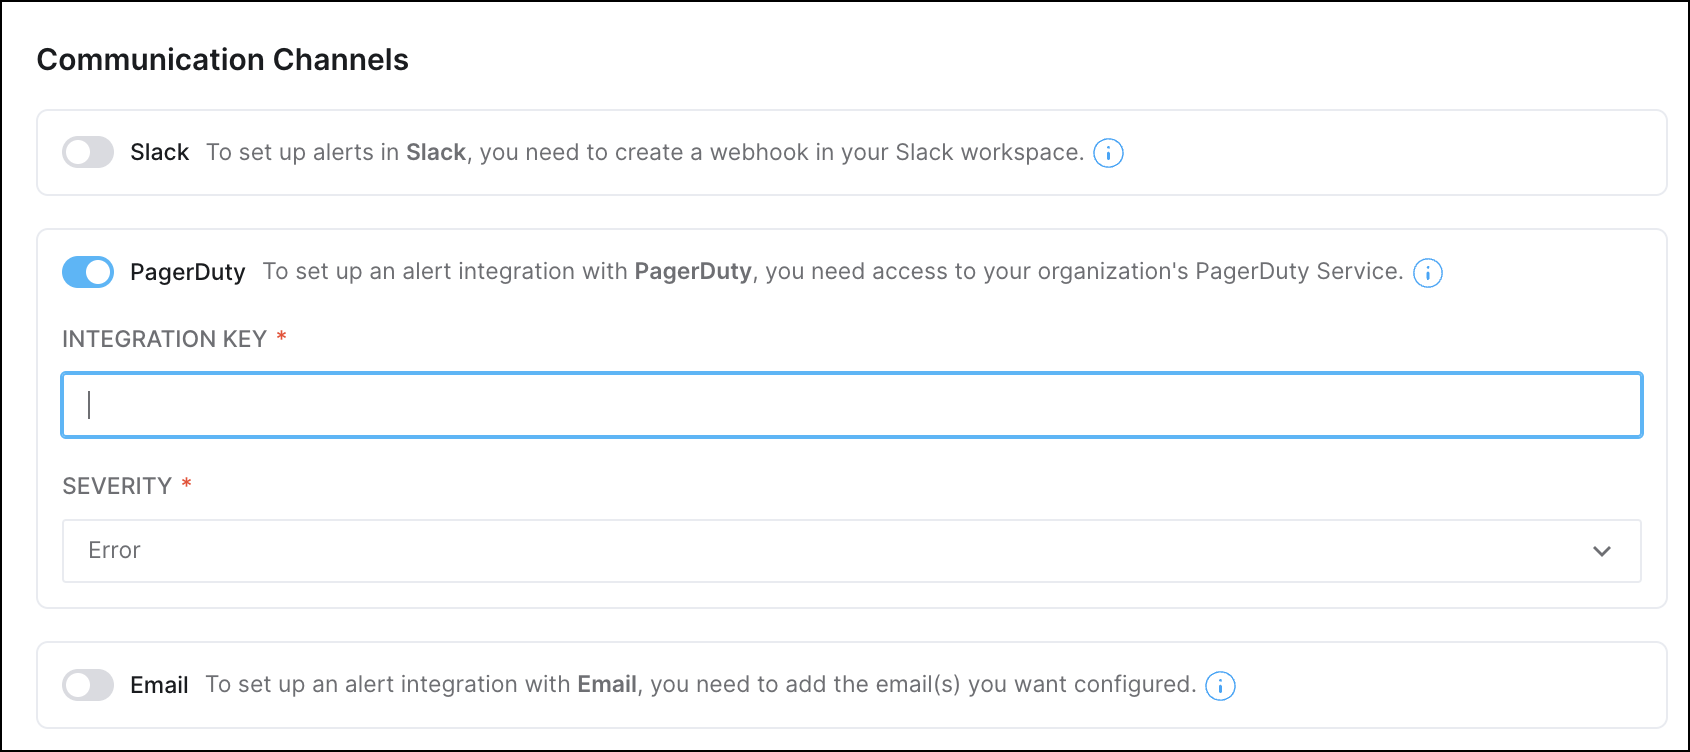 Communication Channels
Slack To set up alerts in Slack, you need to create a webhook in your Slack workspace.
PagerDuty To set up an alert integration with PagerDuty, you need access to your organization's PagerDuty Service.
INTEGRATION KEY *
SEVERITY *
Error
Email To set up an alert integration with Email, you need to add the email(s) you want configured.